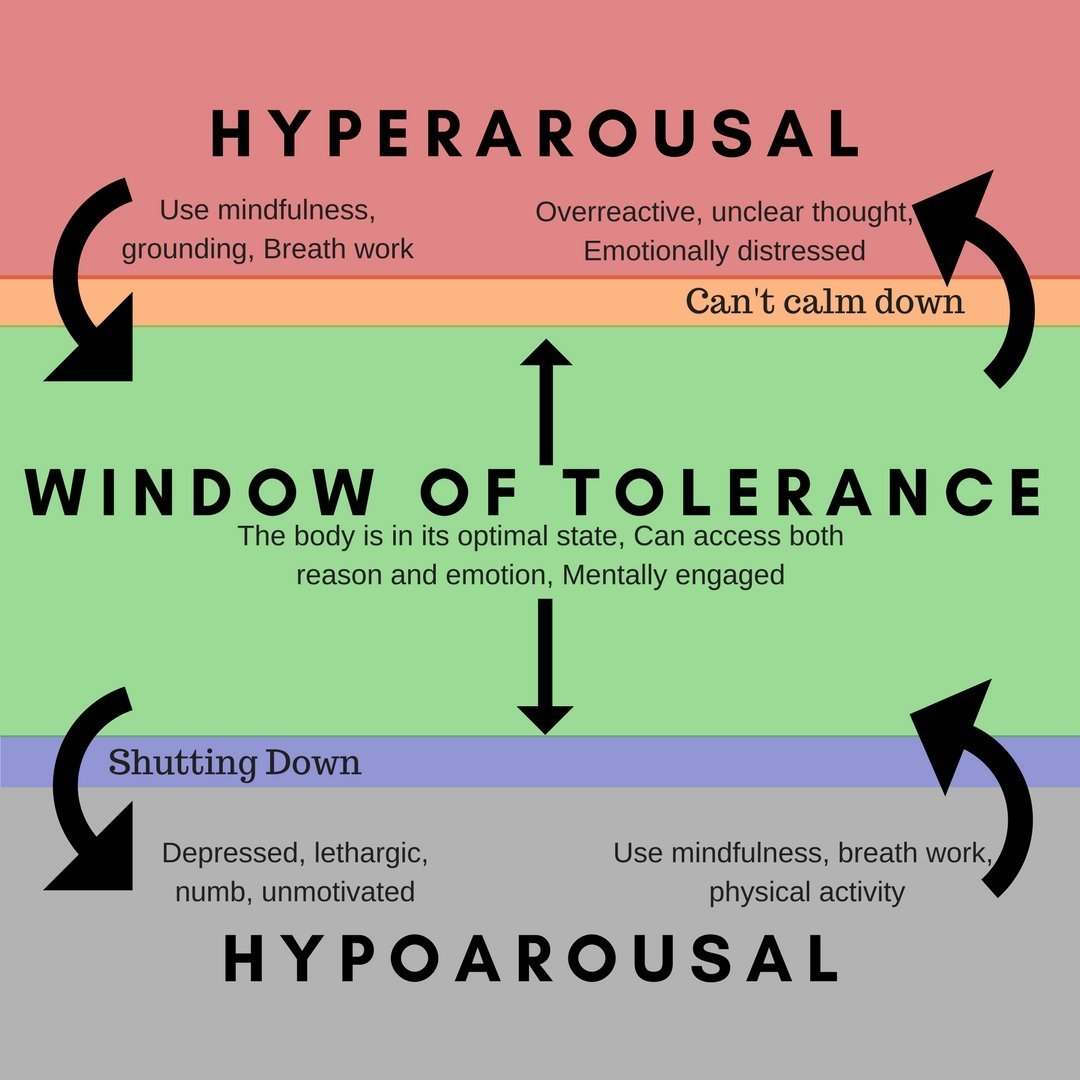 HYPERAROUSAL
Use mindfulness,
grounding, Breath work
Overreactive, unclear thought,
Emotionally distressed
Can't calm down
WINDOW OF TOLERANCE
The body is in its optimal state, Can access both
reason and emotion, Mentally engaged
Shutting Down
Depressed, lethargic,
numb, unmotivated
Use mindfulness, breath work,
physical activity
HYPOAROUSAL